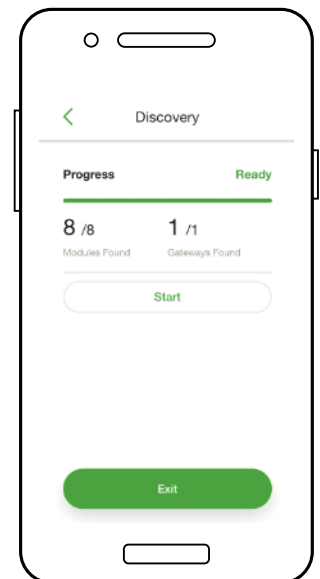 Discovery
Progress Ready
8 /8 1 /1
Modules Found Gateways Found
Start
Exit